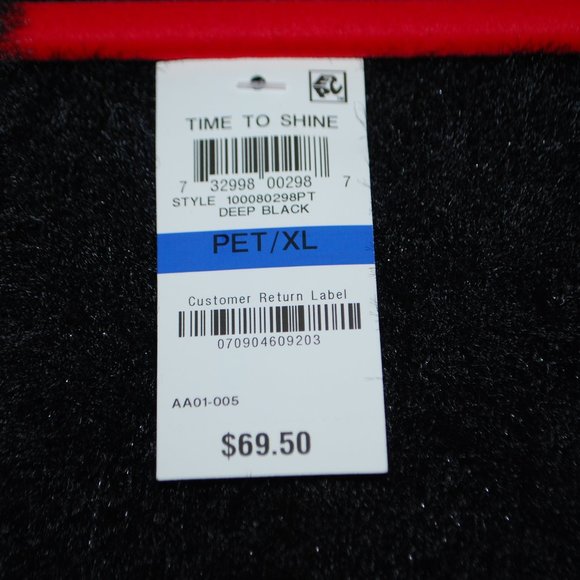 TIME TO SHINE
7 32998 00298 7
STYLE 100080298PT
DEEP BLACK
PET/XL
Customer Return Label
070904609203
AA01-005
$69.50